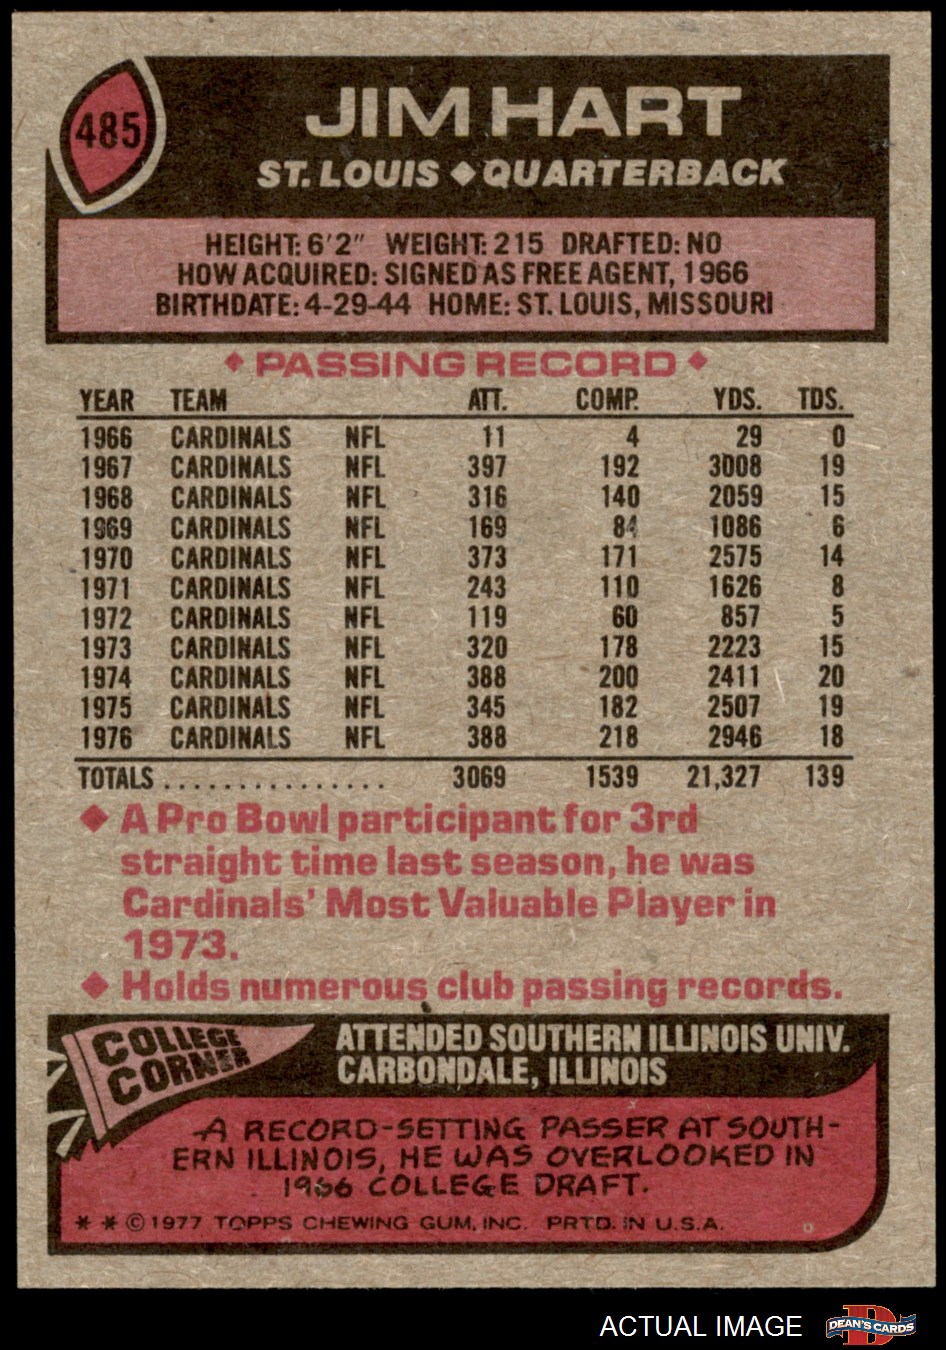 485
JIM HART
ST. LOUIS ◆ QUARTERBACK
HEIGHT: 6'2" WEIGHT: 215 DRAFTED: NO
HOW ACQUIRED: SIGNED AS FREE AGENT, 1966
BIRTHDATE: 4-29-44 HOME: ST. LOUIS, MISSOURI
◆ PASSING RECORD ◆
YEAR TEAM ATT. COMP. YDS. TDS.
1966 CARDINALS NFL 11 4 29 0
1967 CARDINALS NFL 397 192 3008 19
1968 CARDINALS NFL 316 140 2059 15
1969 CARDINALS NFL 169 84 1086 6
1970 CARDINALS NFL 373 171 2575 14
1971 CARDINALS NFL 243 110 1626 8
1972 CARDINALS NFL 119 60 857 5
1973 CARDINALS NFL 320 178 2223 15
1974 CARDINALS NFL 388 200 2411 20
1975 CARDINALS NFL 345 182 2507 19
1976 CARDINALS NFL 388 218 2946 18
TOTALS ............... 3069 1539 21,327 139
◆ A Pro Bowl participant for 3rd
straight time last season, he was
Cardinals' Most Valuable Player in
1973.
◆ Holds numerous club passing records.
COLLEGE
CORNER
ATTENDED SOUTHERN ILLINOIS UNIV.
CARBONDALE, ILLINOIS
A RECORD-SETTING PASSER AT SOUTH-
ERN ILLINOIS, HE WAS OVERLOOKED IN
1966 COLLEGE DRAFT.
* * © 1977 TOPPS CHEWING GUM, INC. PRTD. IN U.S.A.
ACTUAL IMAGE
D
DEAN'S CARDS